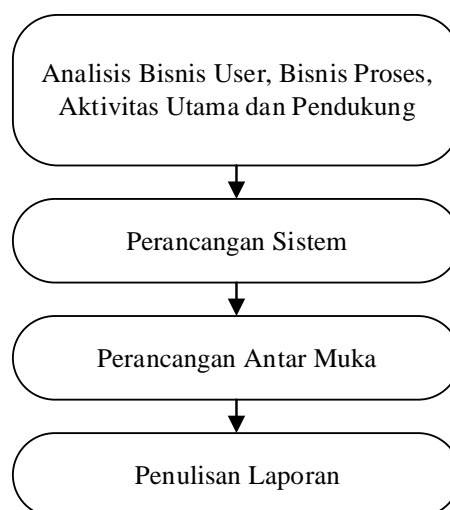 Analisis Bisnis User, Bisnis Proses,
Aktivitas Utama dan Pendukung
Perancangan Sistem
Perancangan Antar Muka
Penulisan Laporan